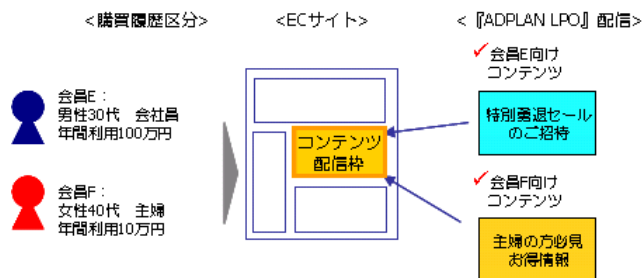 <購買履歴区分>
<ECサイト>
<『ADPLAN LPO』配信>
会員E：
男性30代　会社員
年間利用100万円
会員F：
女性40代　主婦
年間利用10万円
コンテンツ
配信枠
✓会員E向け
コンテンツ
特別優退セール
のご招待
✓会員F向け
コンテンツ
主婦の方必見
お得情報